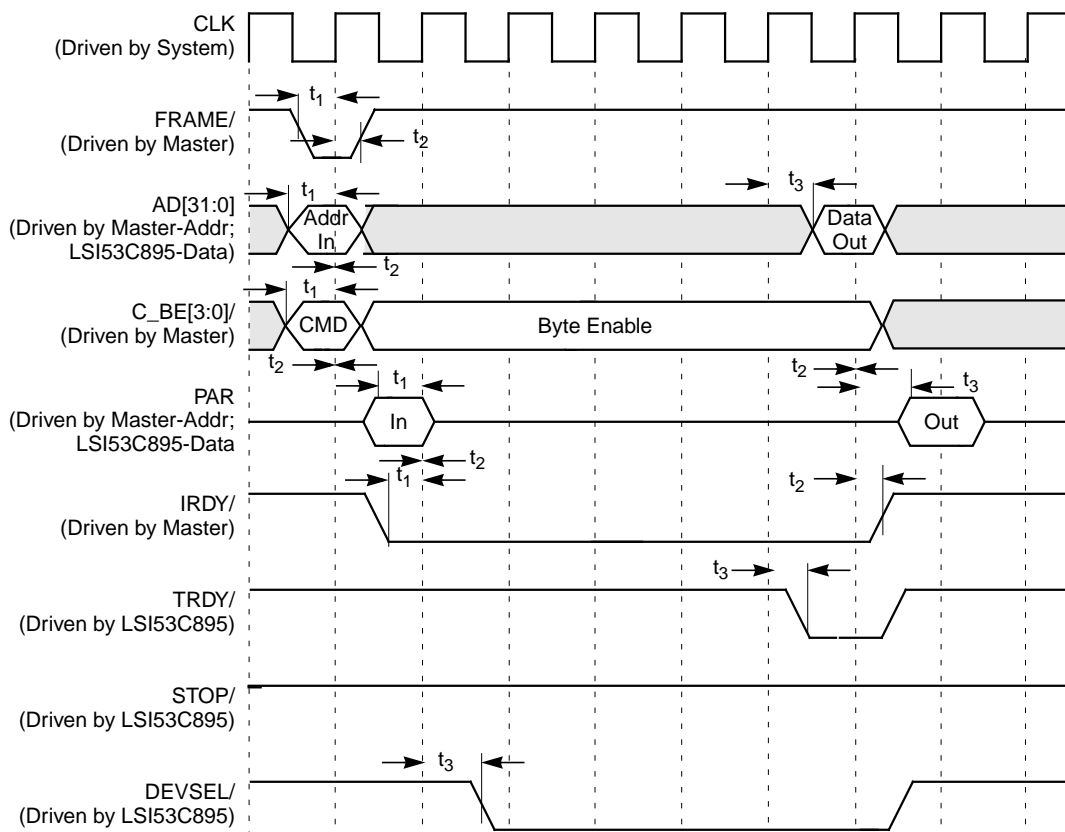 CLK
(Driven by System)
t1
FRAME/
(Driven by Master)
t2
t3
t1
AD[31:0]
(Driven by Master-Addr;
LSI53C895-Data)
Addr
In
Data
Out
t2
t1
C_BE[3:0]/
(Driven by Master)
CMD
Byte Enable
t2
t2
t1
t3
PAR
(Driven by Master-Addr;
LSI53C895-Data
In
Out
t2
t1
t2
IRDY/
(Driven by Master)
t3
TRDY/
(Driven by LSI53C895)
STOP/
(Driven by LSI53C895)
t3
DEVSEL/
(Driven by LSI53C895)